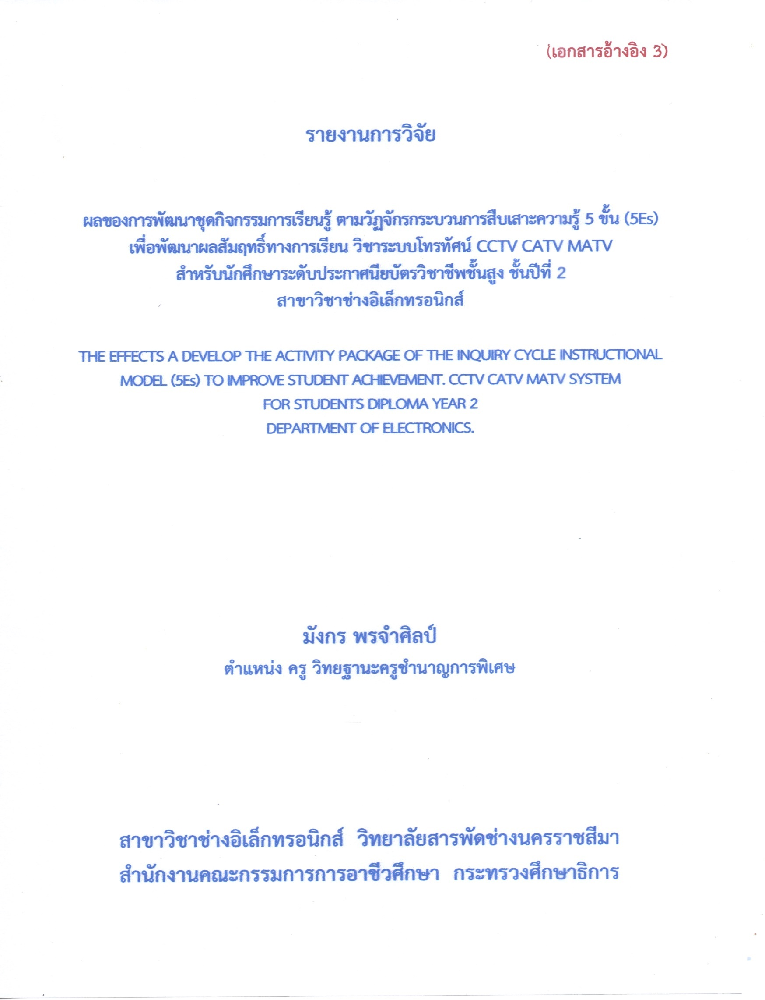 (เอกสารอ้างอิง 3)
รายงานการวิจัย
ผลของการพัฒนาชุดกิจกรรมการเรียนรู้ ตามวัฏจักรกระบวนการสืบเสาะความรู้ 5 ขั้น (5Es)
เพื่อพัฒนาผลสัมฤทธิ์ทางการเรียน วิชาระบบโทรทัศน์ CCTV CATV MATV
สำหรับนักศึกษาระดับประกาศนียบัตรวิชาชีพชั้นสูง ชั้นปีที่ 2
สาขาวิชาช่างอิเล็กทรอนิกส์
THE EFFECTS A DEVELOP THE ACTIVITY PACKAGE OF THE INQUIRY CYCLE INSTRUCTIONAL
MODEL (5Es) TO IMPROVE STUDENT ACHIEVEMENT. CCTV CATV MATV SYSTEM
FOR STUDENTS DIPLOMA YEAR 2
DEPARTMENT OF ELECTRONICS.
มังกร พรจำศิลป์
ตำแหน่ง ครู วิทยฐานะครูชำนาญการพิเศษ
สาขาวิชาช่างอิเล็กทรอนิกส์ วิทยาลัยสารพัดช่างนครราชสีมา
สำนักงานคณะกรรมการการอาชีวศึกษา กระทรวงศึกษาธิการ